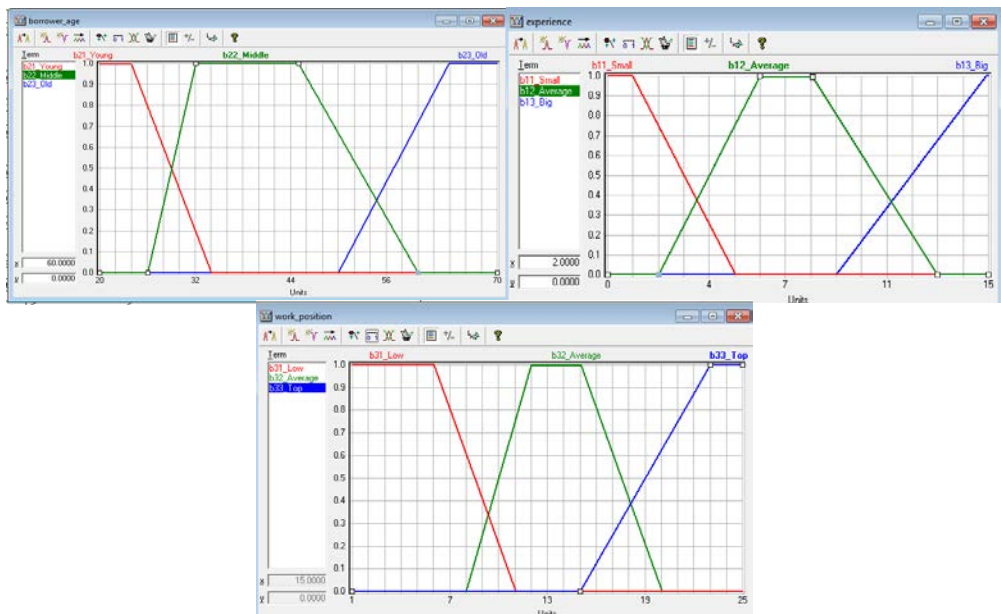 borrower_age
b21_Young b22_Middle b23_Old
Term
b21_Young
b22_Middle
b23_Old
1.0
0.9
0.8
0.7
0.6
0.5
0.4
0.3
0.2
0.1
0.0
x 60.0000
y 0.0000
20 32 44 56 70
Units
experience
b11_Small b12_Average b13_Big
Term
b11_Small
b12_Average
b13_Big
1.0
0.9
0.8
0.7
0.6
0.5
0.4
0.3
0.2
0.1
0.0
x 2.0000
y 0.0000
0 4 7 11 15
Units
work_position
b31_Low b32_Average b33_Top
Term
b31_Low
b32_Average
b33_Top
1.0
0.9
0.8
0.7
0.6
0.5
0.4
0.3
0.2
0.1
0.0
x 15.0000
y 0.0000
1 7 13 19 25
Units